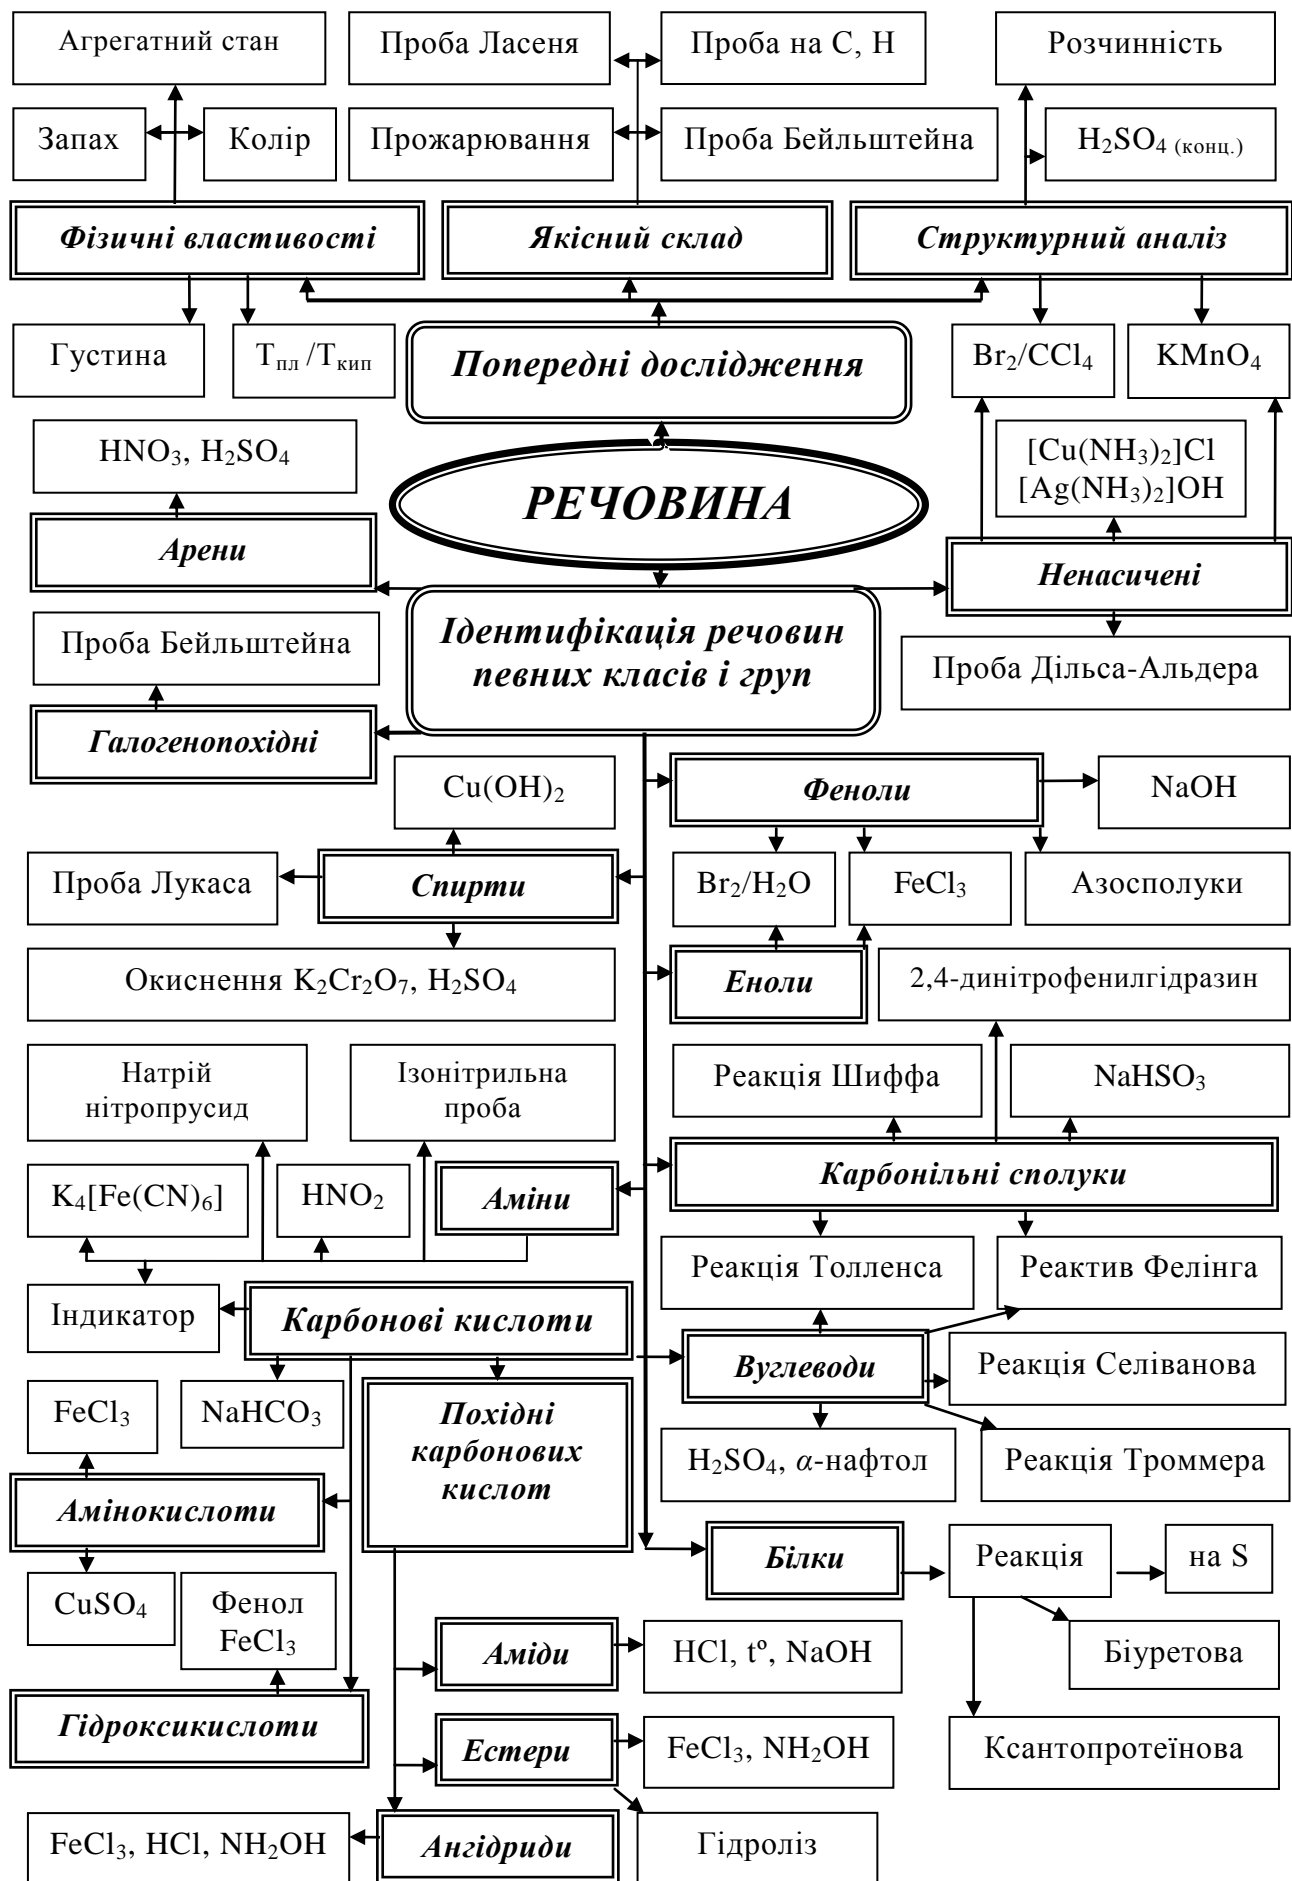 Агрегатний стан
Проба Ласеня
Проба на С, Н
Розчинність
Запах
Колір
Прожарювання
Проба Бейльштейна
H₂SO₄ (конц.)
Фізичні властивості
Якісний склад
Структурний аналіз
Густина
Тпл /Ткип
Попередні дослідження
Br₂/CCl₄
KMnO₄
HNO₃, H₂SO₄
[Cu(NH₃)₂]Cl
[Ag(NH₃)₂]OH
РЕЧОВИНА
Арени
Ненасичені
Проба Бейльштейна
Ідентифікація речовин
певних класів і груп
Проба Дільса-Альдера
Галогенопохідні
Cu(OH)₂
Феноли
NaOH
Проба Лукаса
Спирти
Br₂/H₂O
FeCl₃
Азосполуки
Окиснення K₂Cr₂O₇, H₂SO₄
Еноли
2,4-динітрофенилгідразин
Натрій
нітропрусид
Ізонітрильна
проба
Реакція Шиффа
NaHSO₃
K₄[Fe(CN)₆]
HNO₂
Аміни
Карбонільні сполуки
Реакція Толленса
Реактив Фелінга
Індикатор
Карбонові кислоти
Вуглеводи
Реакція Селіванова
FeCl₃
NaHCO₃
Похідні
карбонових
кислот
H₂SO₄, α-нафтол
Реакція Троммера
Амінокислоти
Білки
Реакція
на S
CuSO₄
Фенол
FeCl₃
Аміди
HCl, tº, NaOH
Біуретова
Гідроксикислоти
Естери
FeCl₃, NH₂OH
Ксантопротеїнова
FeCl₃, HCl, NH₂OH
Ангідриди
Гідроліз